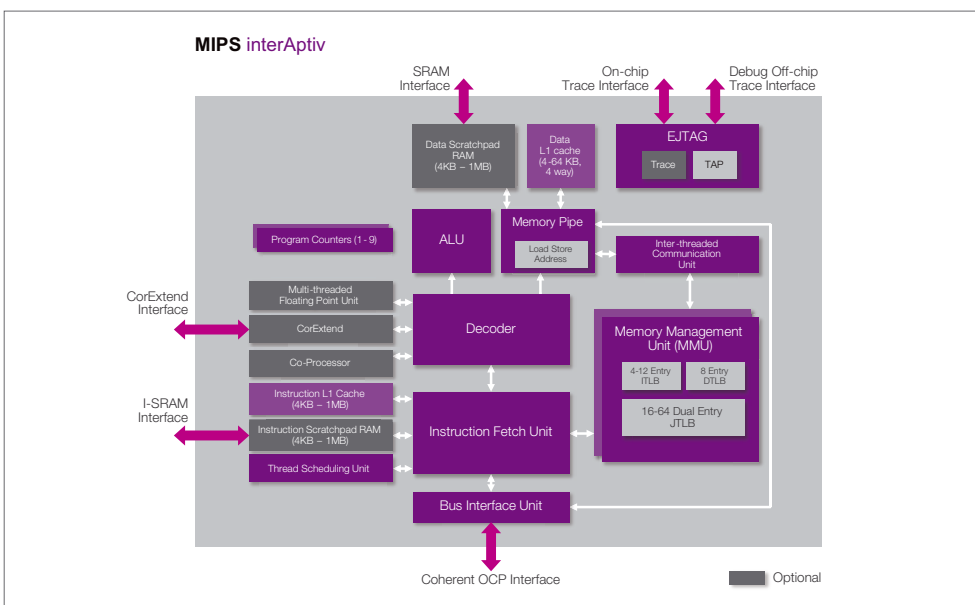 MIPS interAptiv
SRAM
Interface
On-chip
Trace Interface
Debug Off-chip
Trace Interface
Data Scratchpad
RAM
(4KB – 1MB)
Data
L1 cache
(4-64 KB,
4 way)
EJTAG
Trace
TAP
Program Counters (1 - 9)
ALU
Memory Pipe
Load Store
Address
Inter-threaded
Communication
Unit
CorExtend
Interface
Multi-threaded
Floating Point Unit
CorExtend
Co-Processor
Decoder
Memory Management
Unit (MMU)
4-12 Entry
ITLB
8 Entry
DTLB
16-64 Dual Entry
JTLB
I-SRAM
Interface
Instruction L1 Cache
(4KB – 1MB)
Instruction Scratchpad RAM
(4KB – 1MB)
Thread Scheduling Unit
Instruction Fetch Unit
Bus Interface Unit
Coherent OCP Interface
Optional